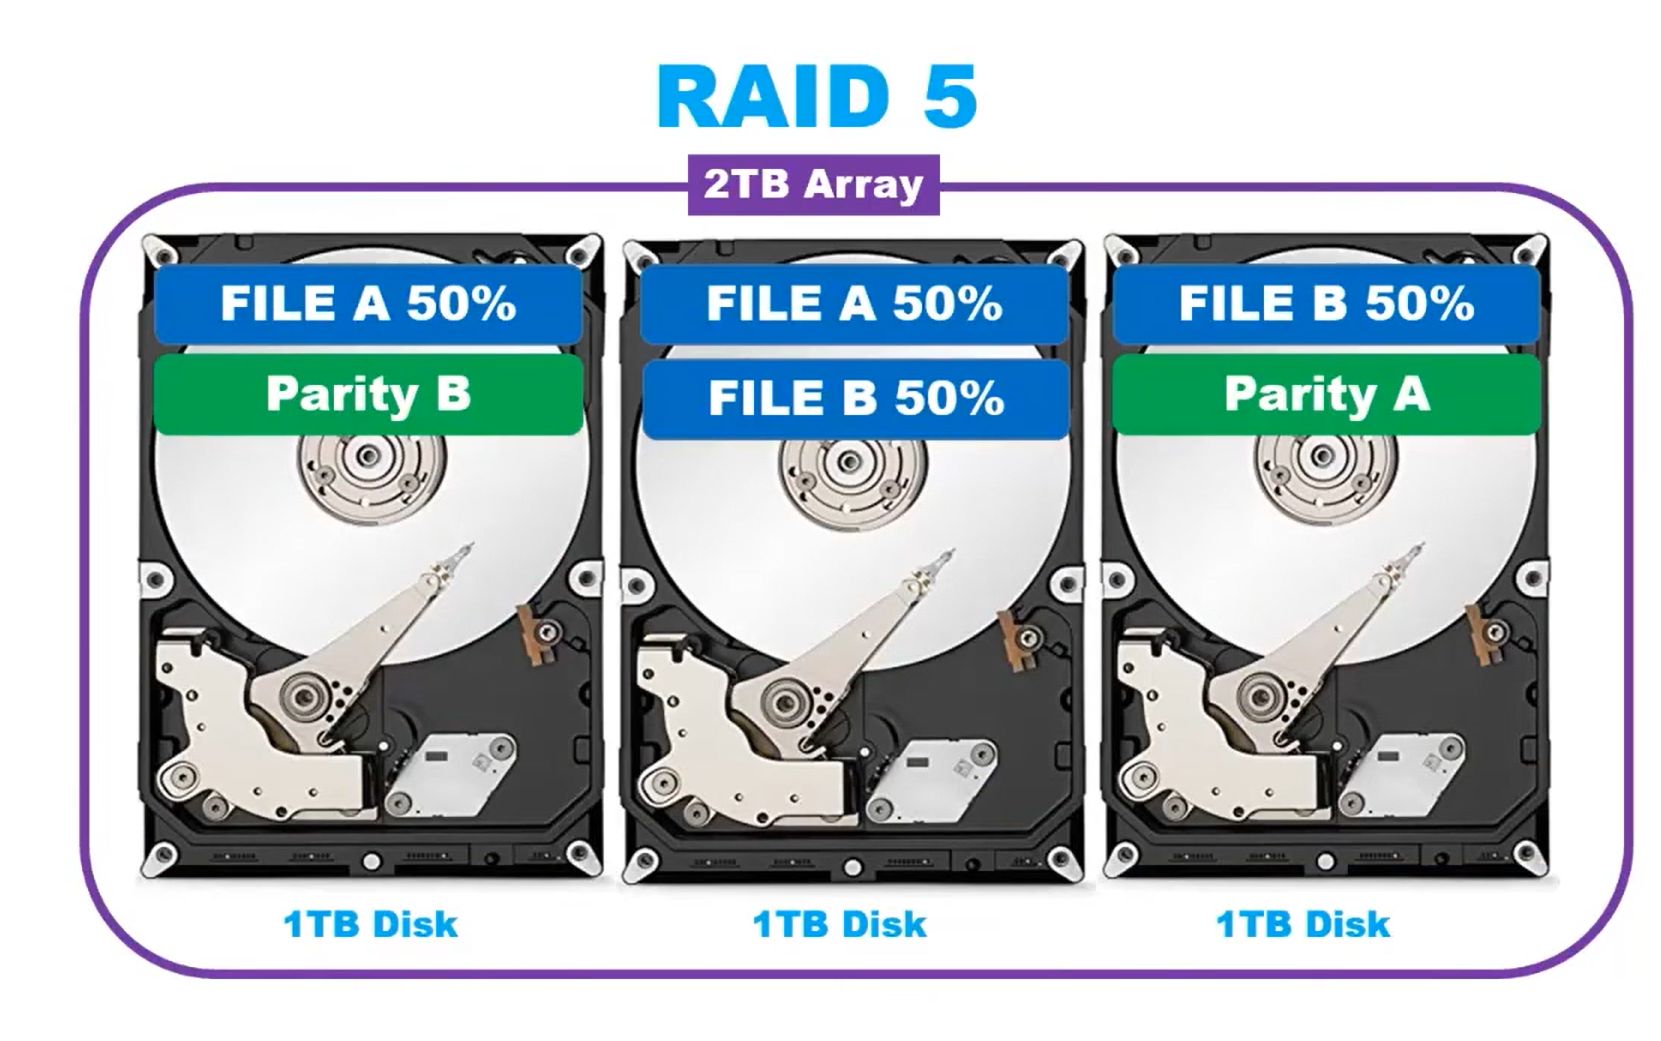 RAID 5
2TB Array
FILE A 50%
Parity B
FILE A 50%
FILE B 50%
FILE B 50%
Parity A
1TB Disk
1TB Disk
1TB Disk